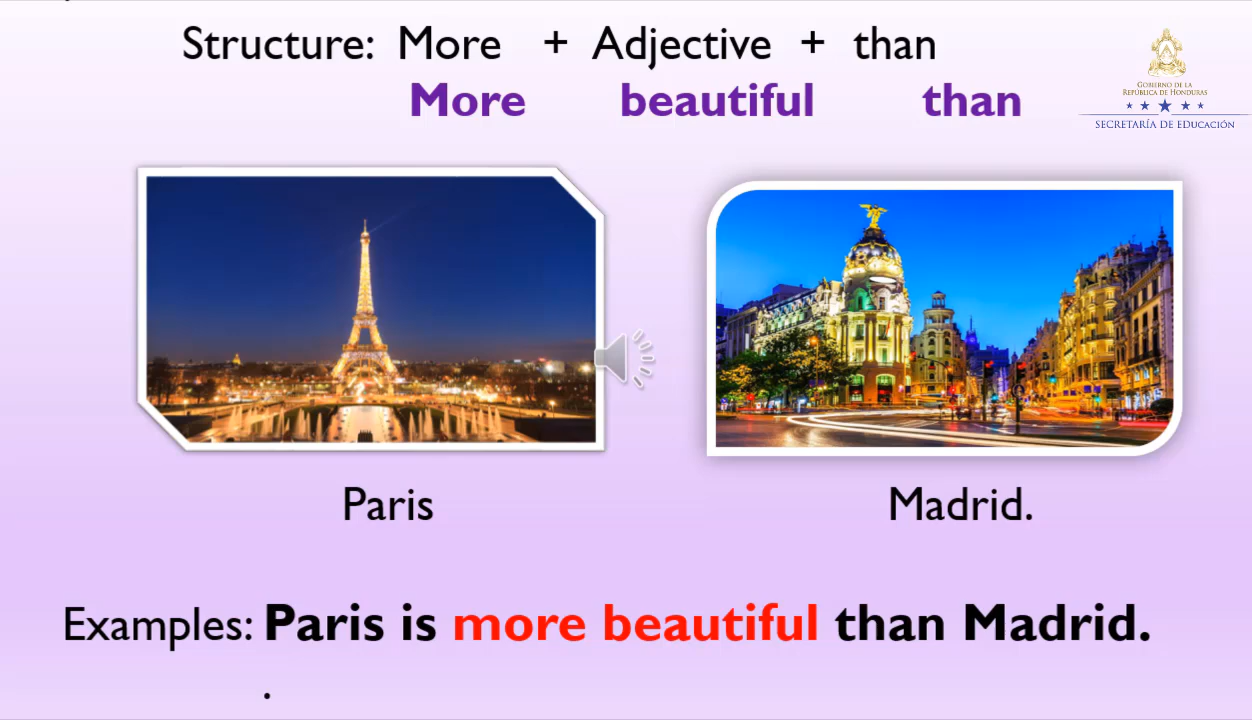 Structure: More + Adjective + than
More beautiful than
GOBIERNO DE LA
REPÚBLICA DE HONDURAS
SECRETARÍA DE EDUCACIÓN
Paris
Madrid.
Examples: Paris is more beautiful than Madrid.
.